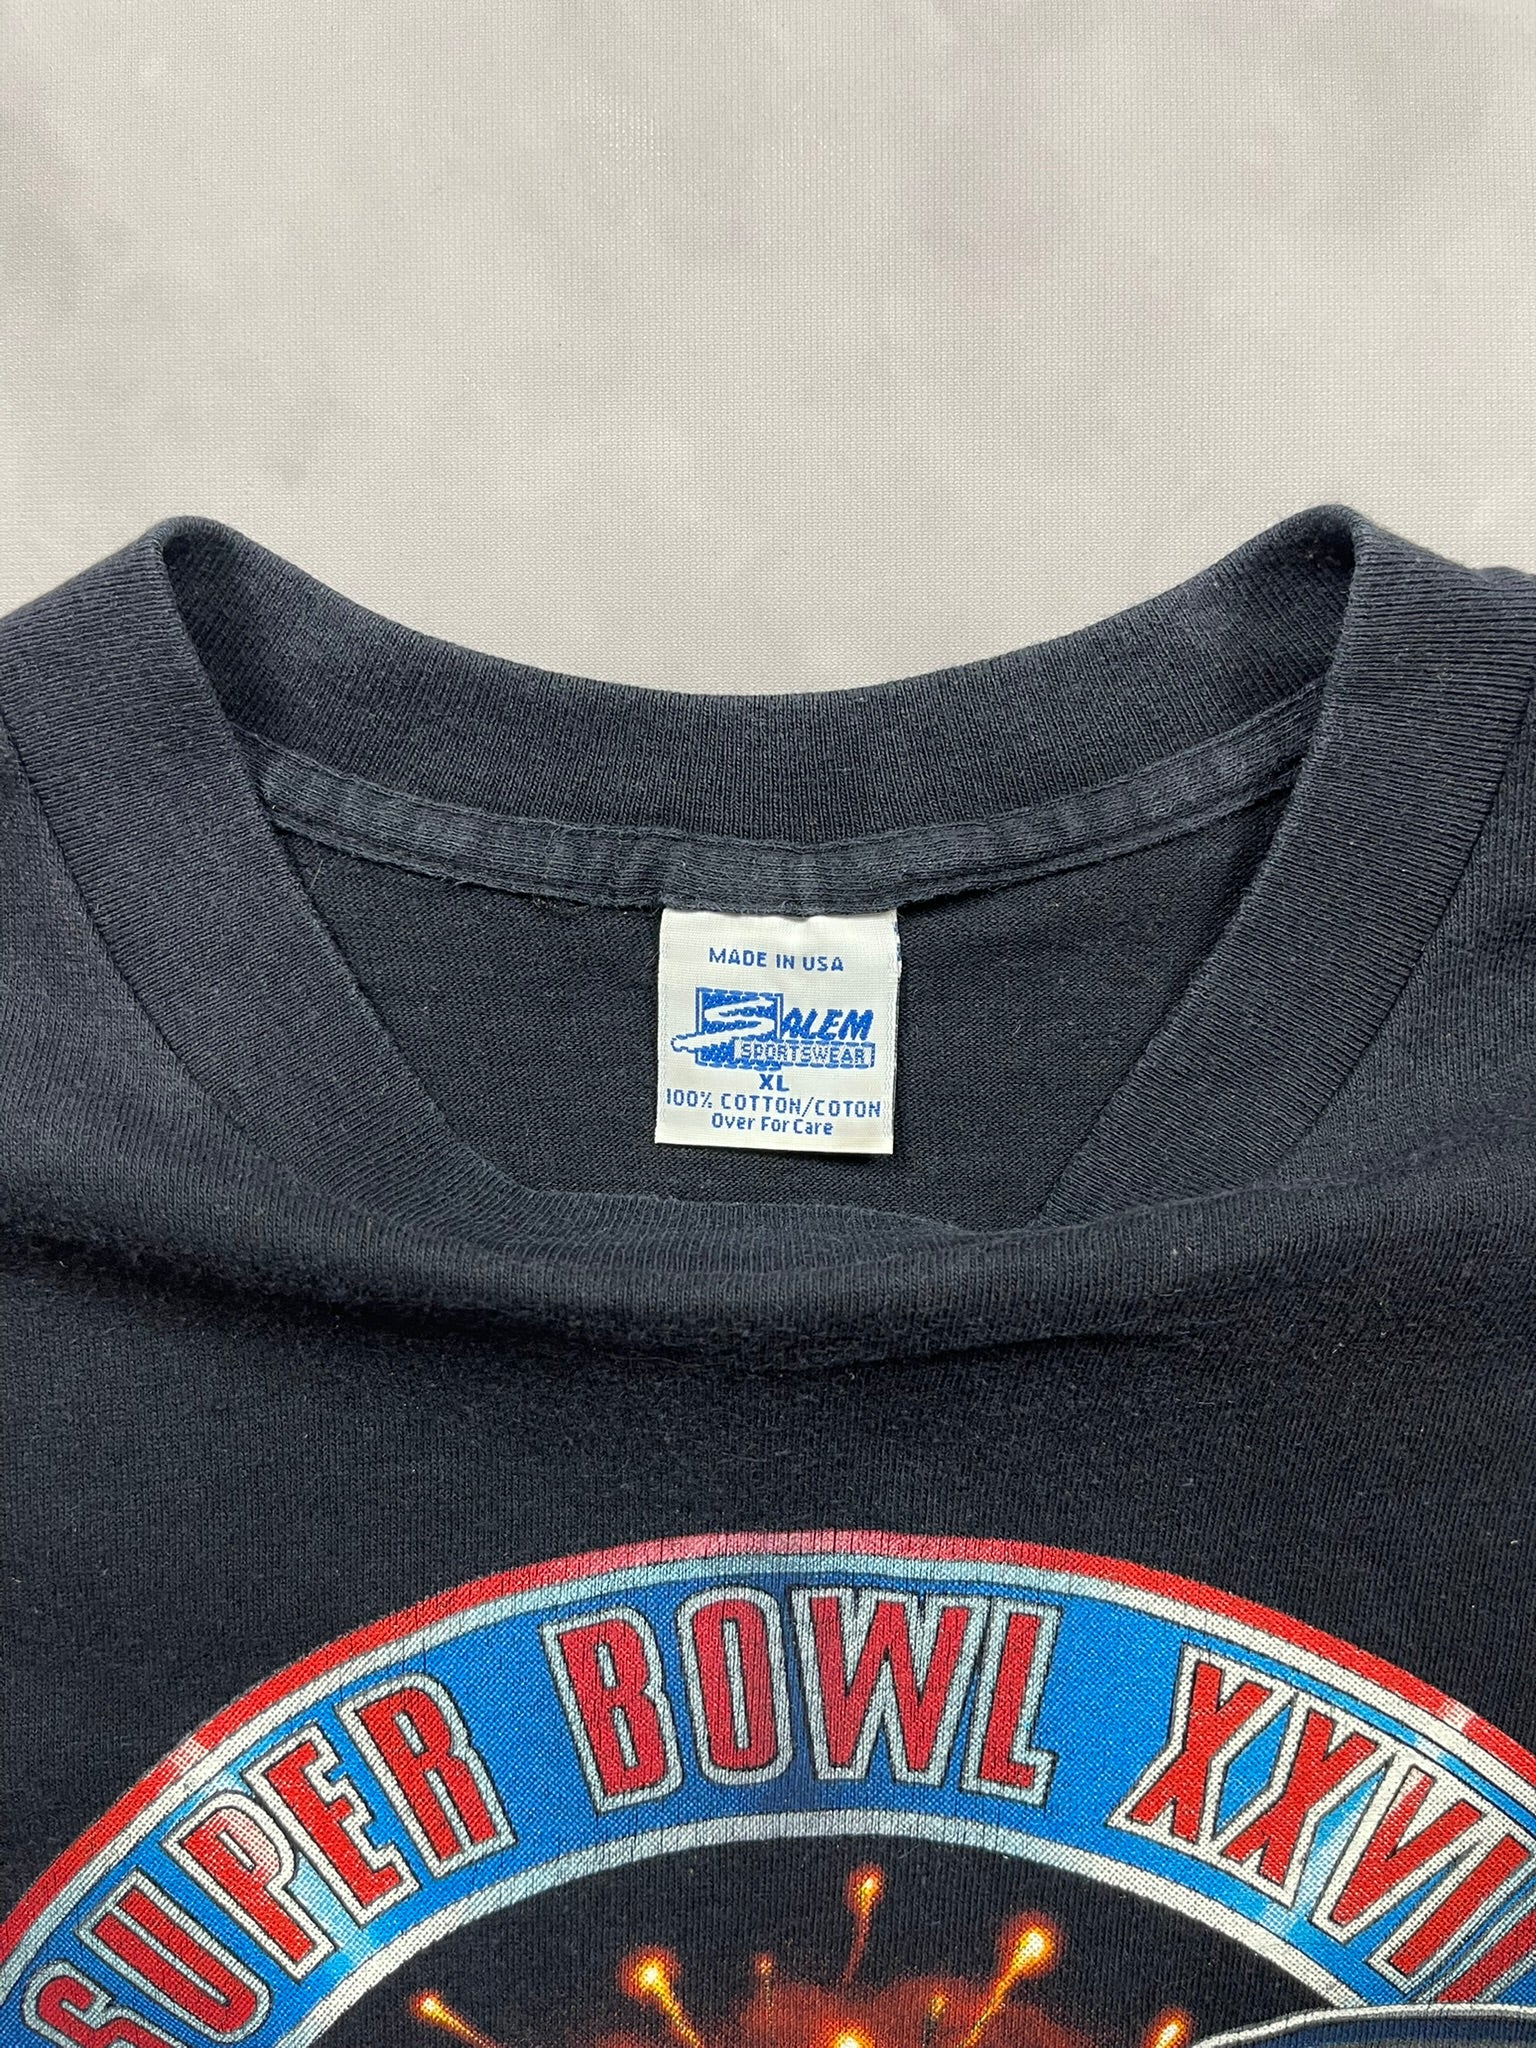 MADE IN USA
SALEM
SPORTSWEAR
XL
100% COTTON/COTON
Over For Care
SUPER BOWL